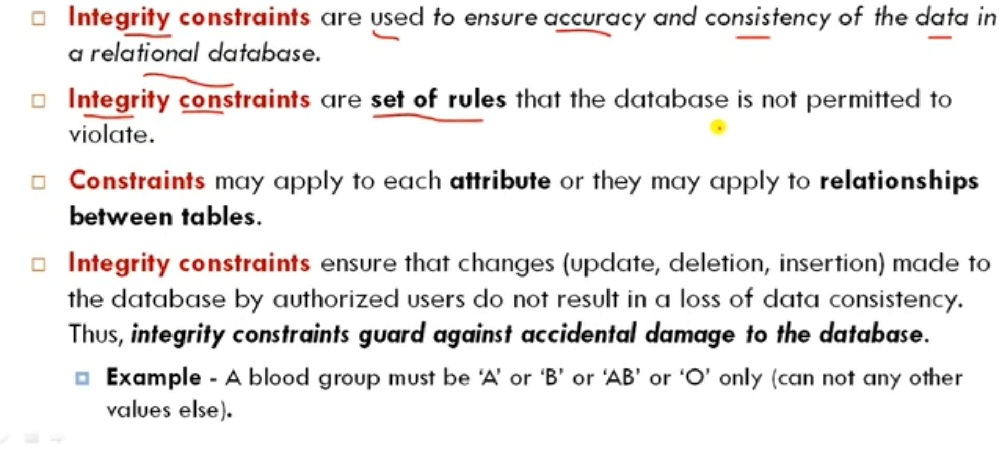 Integrity constraints are used to ensure accuracy and consistency of the data in
a relational database.
Integrity constraints are set of rules that the database is not permitted to
violate.
Constraints may apply to each attribute or they may apply to relationships
between tables.
Integrity constraints ensure that changes (update, deletion, insertion) made to
the database by authorized users do not result in a loss of data consistency.
Thus, integrity constraints guard against accidental damage to the database.
Example - A blood group must be ‘A’ or ‘B’ or ‘AB’ or ‘O’ only (can not any other
values else).